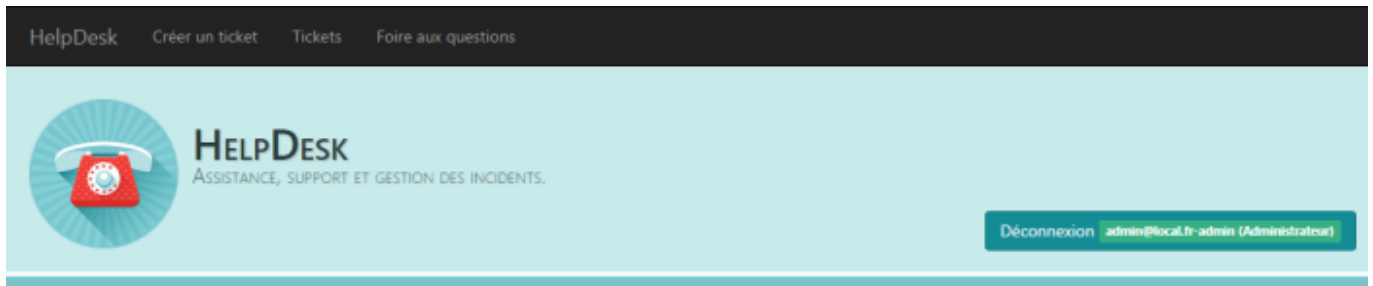 HelpDesk Créer un ticket Tickets Foire aux questions
HelpDesk
Assistance, support et gestion des incidents.
Déconnexion admin@local.fr-admin (Administrateur)